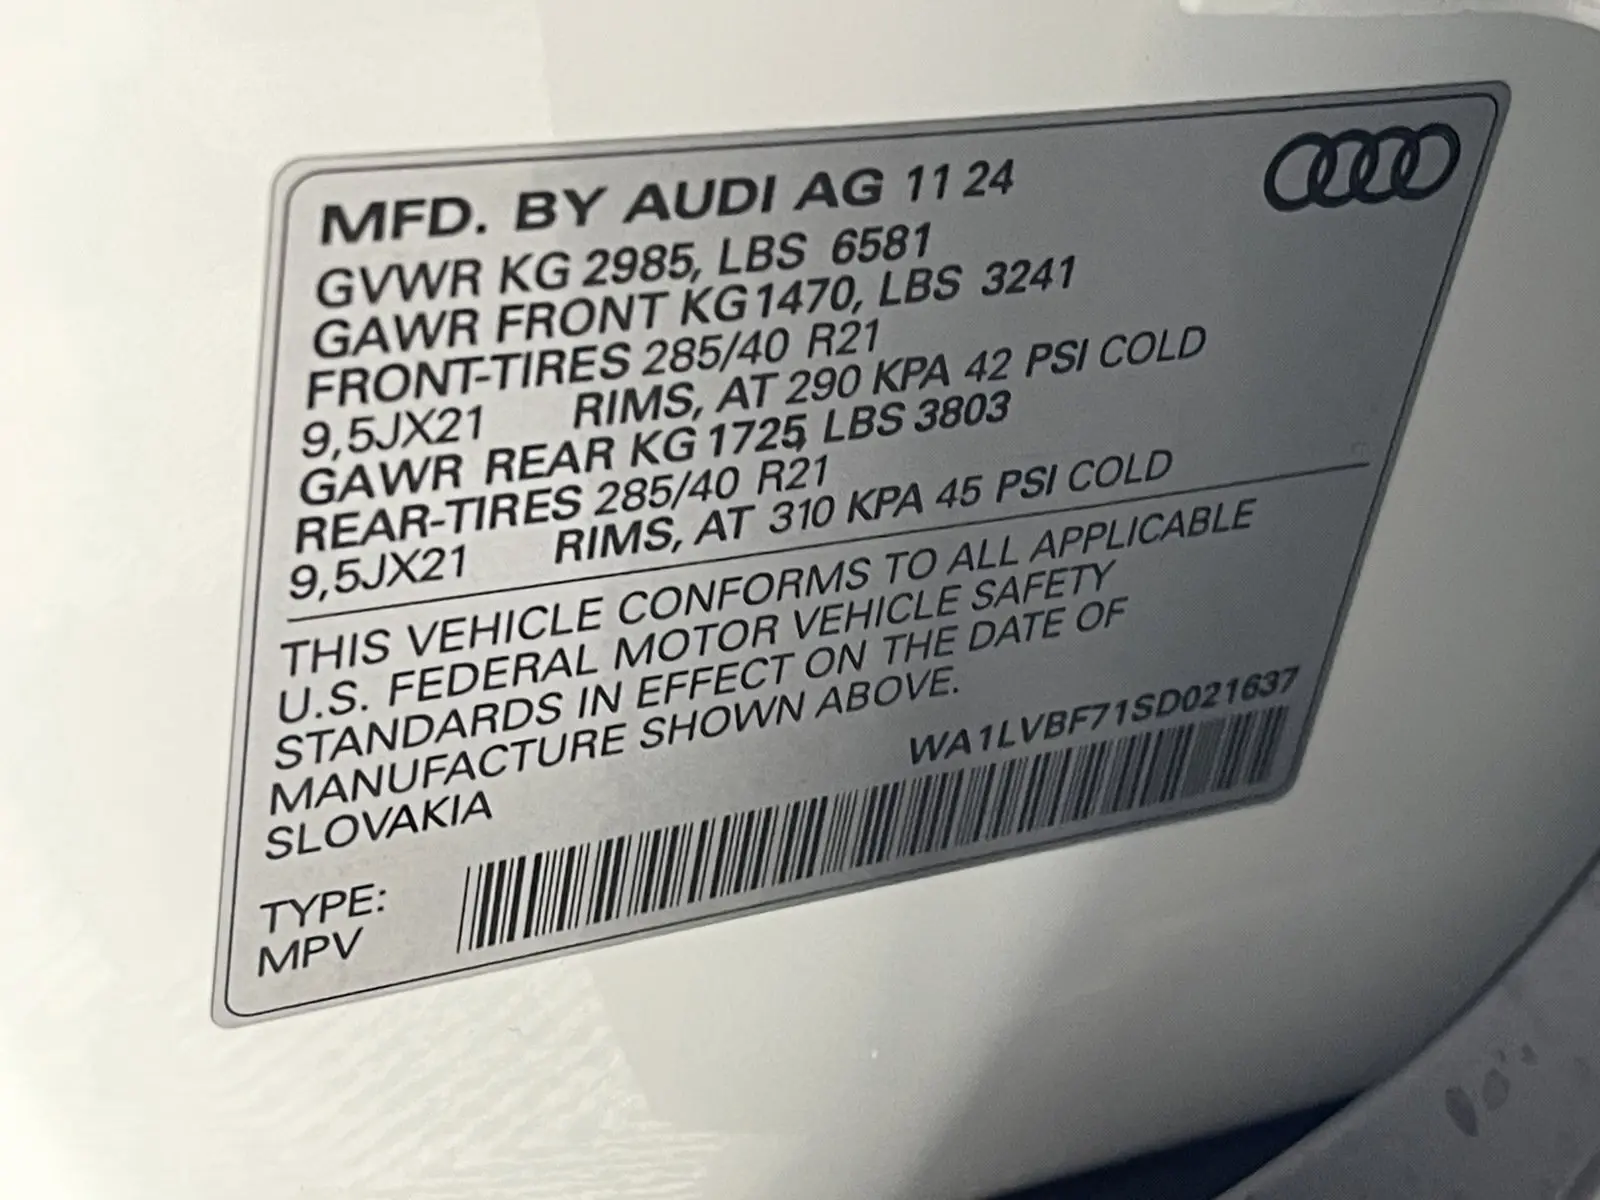 MFD. BY AUDI AG 11 24
GVWR KG 2985, LBS 6581
GAWR FRONT KG 1470, LBS 3241
FRONT-TIRES 285/40 R21
9,5JX21 RIMS, AT 290 KPA 42 PSI COLD
GAWR REAR KG 1725, LBS 3803
REAR-TIRES 285/40 R21
9,5JX21 RIMS, AT 310 KPA 45 PSI COLD
THIS VEHICLE CONFORMS TO ALL APPLICABLE
U.S. FEDERAL MOTOR VEHICLE SAFETY
STANDARDS IN EFFECT ON THE DATE OF
MANUFACTURE SHOWN ABOVE.
SLOVAKIA
WA1LVBF71SD021637
TYPE:
MPV